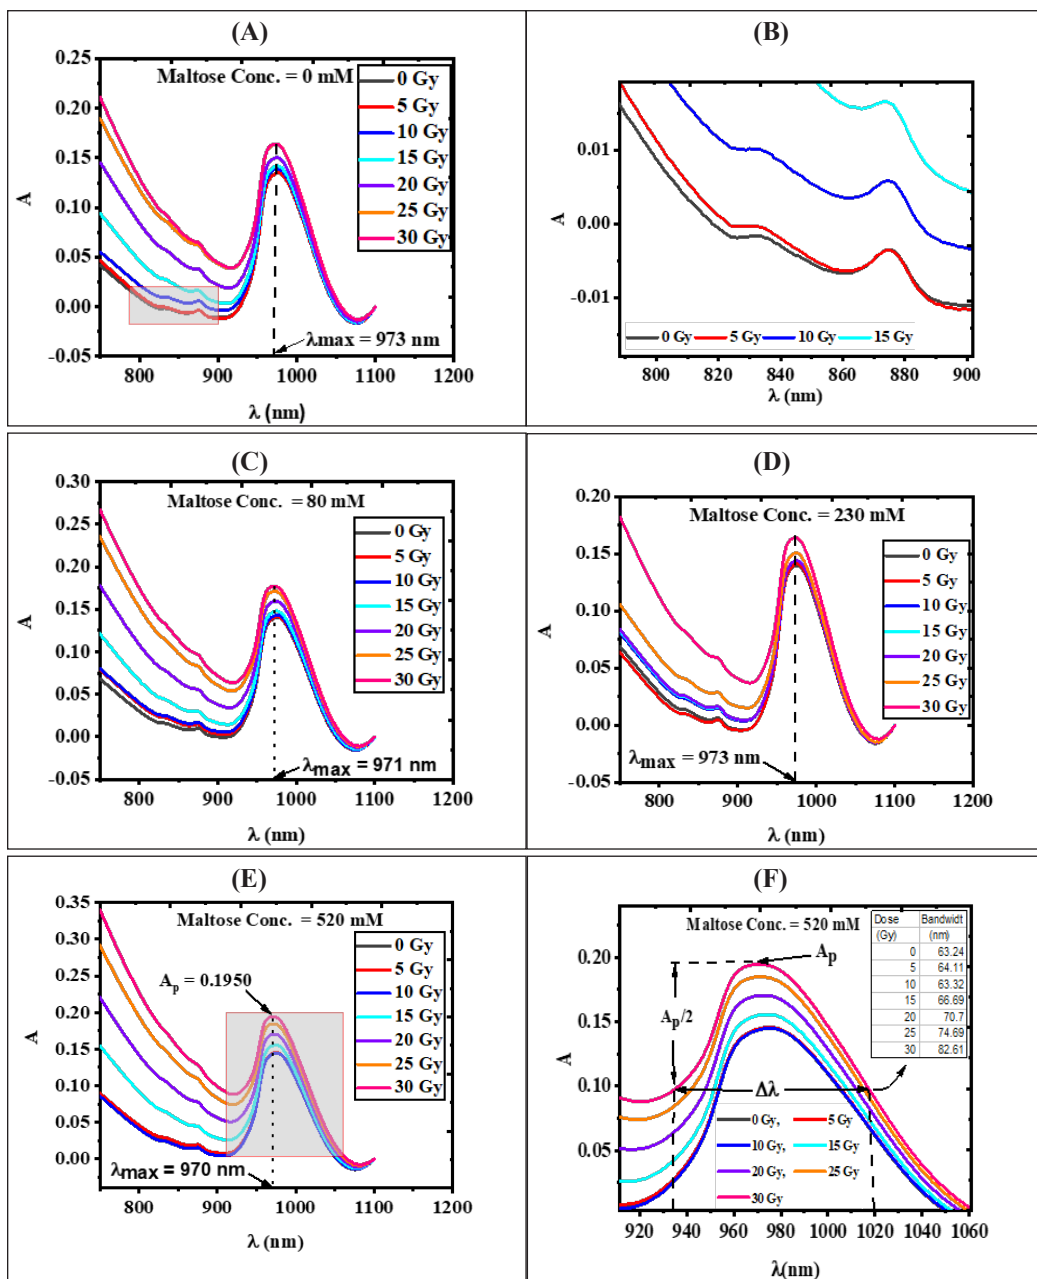 (A)
Maltose Conc. = 0 mM
0 Gy
5 Gy
10 Gy
15 Gy
20 Gy
25 Gy
30 Gy
0.25
0.20
0.15
0.10
0.05
0.00
-0.05
A
λmax = 973 nm
800 900 1000 1100 1200
λ (nm)
(B)
0.01
0.00
-0.01
A
0 Gy 5 Gy 10 Gy 15 Gy
800 820 840 860 880 900
λ (nm)
(C)
Maltose Conc. = 80 mM
0 Gy
5 Gy
10 Gy
15 Gy
20 Gy
25 Gy
30 Gy
0.30
0.25
0.20
0.15
0.10
0.05
0.00
-0.05
A
λmax = 971 nm
800 900 1000 1100 1200
λ (nm)
(D)
Maltose Conc. = 230 mM
0 Gy
5 Gy
10 Gy
15 Gy
20 Gy
25 Gy
30 Gy
0.20
0.15
0.10
0.05
0.00
-0.05
A
λmax = 973 nm
800 900 1000 1100 1200
λ (nm)
(E)
Maltose Conc. = 520 mM
0 Gy
5 Gy
10 Gy
15 Gy
20 Gy
25 Gy
30 Gy
0.35
0.30
0.25
0.20
0.15
0.10
0.05
0.00
A
Ap = 0.1950
λmax = 970 nm
800 900 1000 1100 1200
λ (nm)
(F)
Maltose Conc. = 520 mM
Dose Bandwidt
(Gy) (nm)
0 63.24
5 64.11
10 63.32
15 66.69
20 70.7
25 74.69
30 82.61
Ap
Ap/2
Δλ
0.20
0.15
0.10
0.05
A
0 Gy, 5 Gy
10 Gy, 15 Gy
20 Gy, 25 Gy
30 Gy
920 940 960 980 1000 1020 1040 1060
λ(nm)